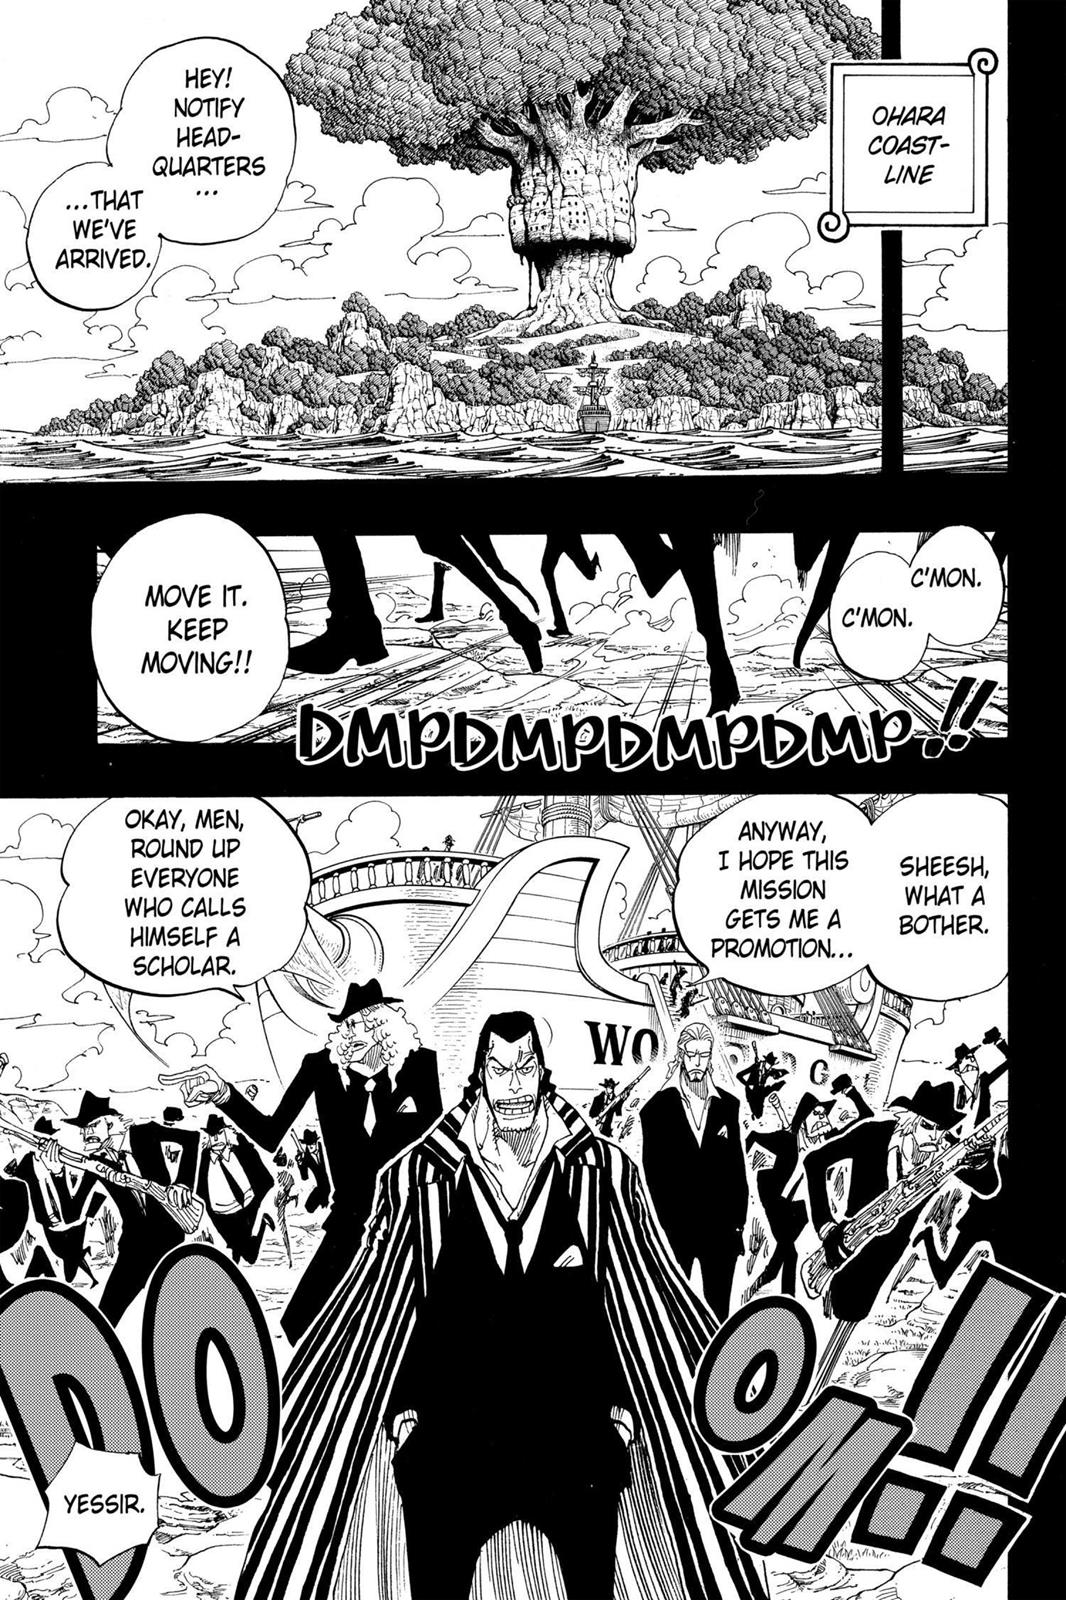 OHARA
COAST-
LINE
HEY!
NOTIFY
HEAD-
QUARTERS
...
...THAT
WE'VE
ARRIVED.
C'MON.
C'MON.
MOVE IT.
KEEP
MOVING!!
DMPDMPDMPDMP!!
SHEESH,
WHAT A
BOTHER.
ANYWAY,
I HOPE THIS
MISSION
GETS ME A
PROMOTION...
OKAY, MEN,
ROUND UP
EVERYONE
WHO CALLS
HIMSELF A
SCHOLAR.
WO
C
DOOM!!
YESSIR.